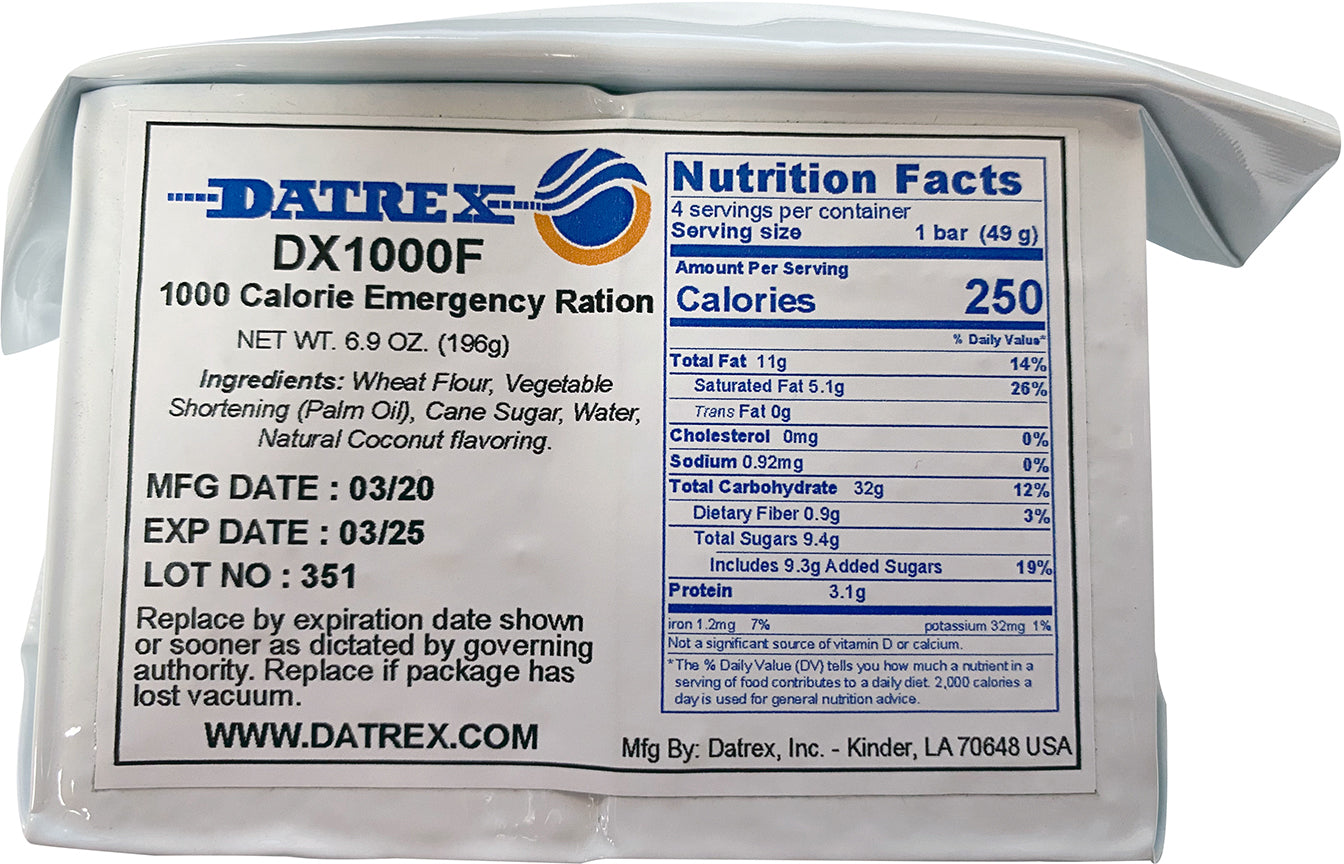 DATREX
DX1000F
1000 Calorie Emergency Ration
NET WT. 6.9 OZ. (196g)
Ingredients: Wheat Flour, Vegetable
Shortening (Palm Oil), Cane Sugar, Water,
Natural Coconut flavoring.
MFG DATE : 03/20
EXP DATE : 03/25
LOT NO : 351
Replace by expiration date shown
or sooner as dictated by governing
authority. Replace if package has
lost vacuum.
WWW.DATREX.COM
Nutrition Facts
4 servings per container
Serving size 1 bar (49 g)
Amount Per Serving
Calories 250
% Daily Value*
Total Fat 11g 14%
Saturated Fat 5.1g 26%
Trans Fat 0g
Cholesterol 0mg 0%
Sodium 0.92mg 0%
Total Carbohydrate 32g 12%
Dietary Fiber 0.9g 3%
Total Sugars 9.4g
Includes 9.3g Added Sugars 19%
Protein 3.1g
iron 1.2mg 7% potassium 32mg 1%
Not a significant source of vitamin D or calcium.
*The % Daily Value (DV) tells you how much a nutrient in a
serving of food contributes to a daily diet. 2,000 calories a
day is used for general nutrition advice.
Mfg By: Datrex, Inc. - Kinder, LA 70648 USA